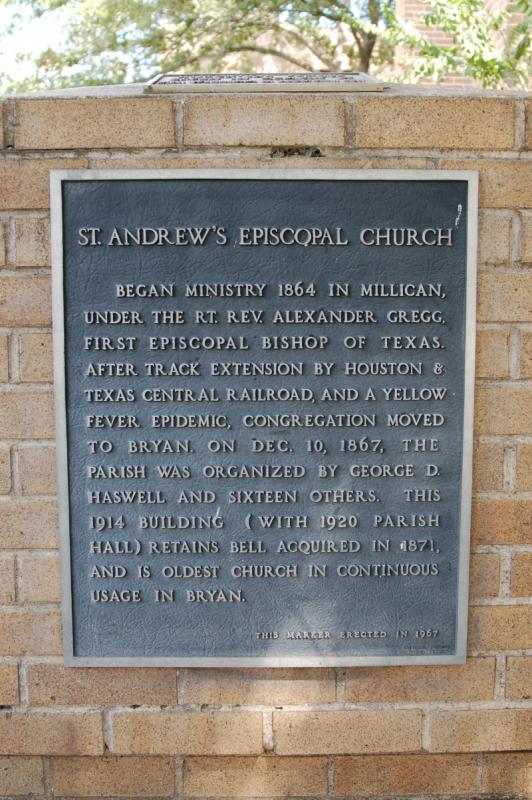 ST. ANDREW'S EPISCOPAL CHURCH
BEGAN MINISTRY 1864 IN MILLICAN,
UNDER THE RT. REV. ALEXANDER GREGG,
FIRST EPISCOPAL BISHOP OF TEXAS.
AFTER TRACK EXTENSION BY HOUSTON &
TEXAS CENTRAL RAILROAD, AND A YELLOW
FEVER EPIDEMIC, CONGREGATION MOVED
TO BRYAN. ON DEC. 10, 1867, THE
PARISH WAS ORGANIZED BY GEORGE D.
HASWELL AND SIXTEEN OTHERS. THIS
1914 BUILDING (WITH 1920 PARISH
HALL) RETAINS BELL ACQUIRED IN 1871,
AND IS OLDEST CHURCH IN CONTINUOUS
USAGE IN BRYAN.
THIS MARKER ERECTED IN 1967